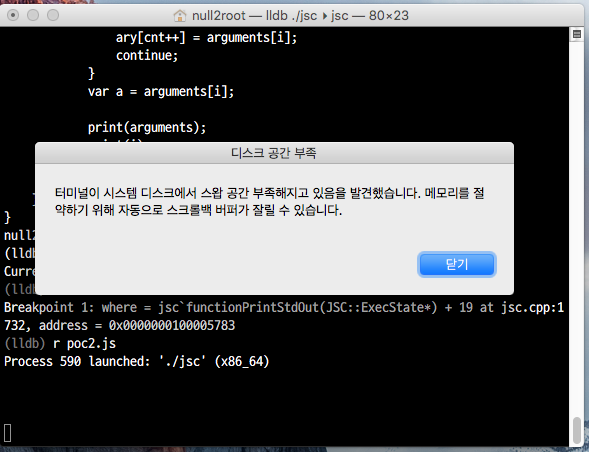 null2root — lldb ./jsc ▸ jsc — 80×23
ary[cnt++] = arguments[i];
continue;
}
var a = arguments[i];
print(arguments);
디스크 공간 부족
터미널이 시스템 디스크에서 스왑 공간 부족해지고 있음을 발견했습니다. 메모리를 절
약하기 위해 자동으로 스크롤백 버퍼가 잘릴 수 있습니다.
닫기
}
(lldb
Breakpoint 1: where = jsc`functionPrintStdOut(JSC::ExecState*) + 19 at jsc.cpp:1
732, address = 0x0000000100005783
(lldb) r poc2.js
Process 590 launched: './jsc' (x86_64)